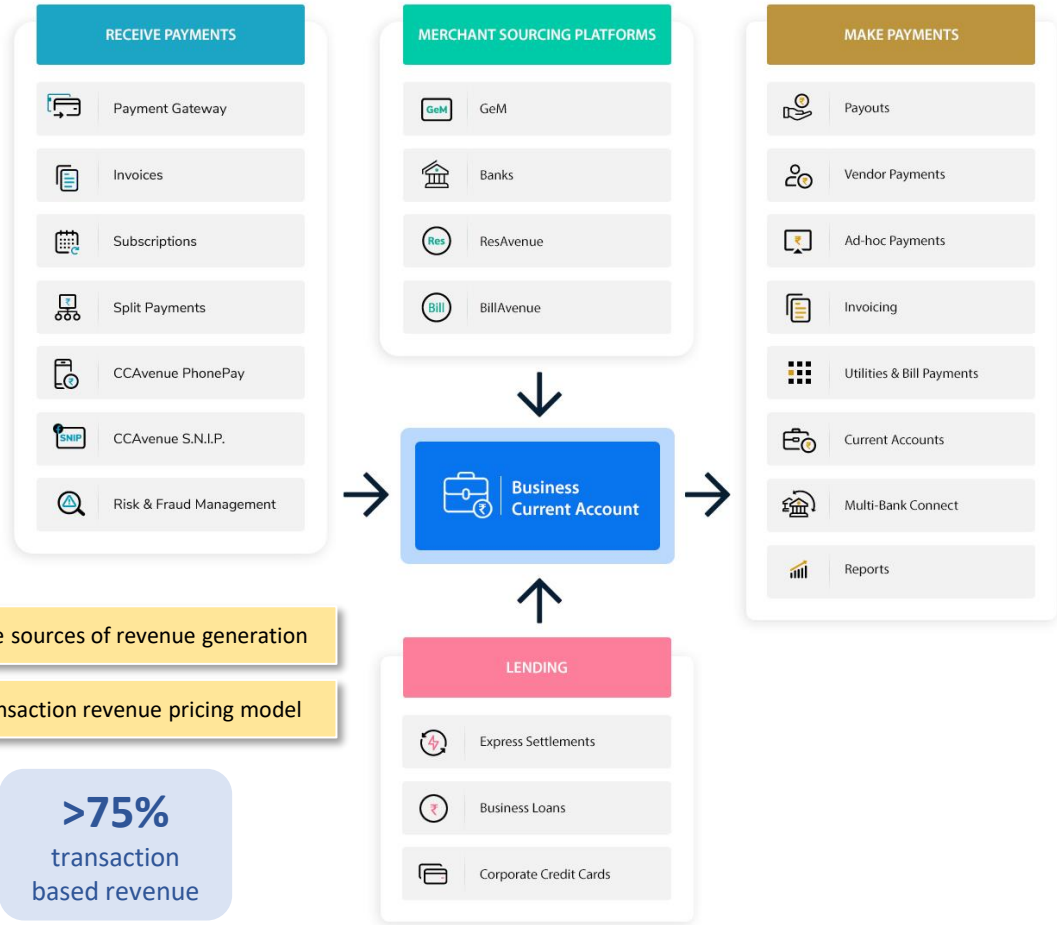 RECEIVE PAYMENTS
Payment Gateway
Invoices
Subscriptions
Split Payments
CCAvenue PhonePay
SNIP
CCAvenue S.N.I.P.
Risk & Fraud Management
MERCHANT SOURCING PLATFORMS
GeM
GeM
Banks
Res
ResAvenue
Bill
BillAvenue
Business
Current Account
MAKE PAYMENTS
Payouts
Vendor Payments
Ad-hoc Payments
Invoicing
Utilities & Bill Payments
Current Accounts
Multi-Bank Connect
Reports
LENDING
Express Settlements
Business Loans
Corporate Credit Cards
sources of revenue generation
revenue pricing model
>75%
transaction
based revenue